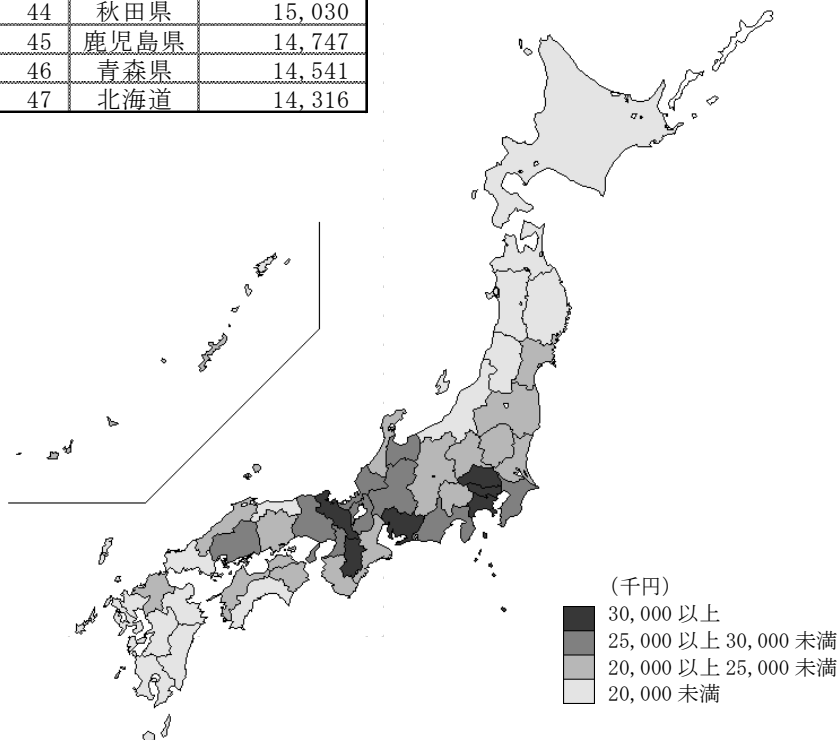 44 秋田県 15,030
45 鹿児島県 14,747
46 青森県 14,541
47 北海道 14,316
(千円)
30,000 以上
25,000 以上 30,000 未満
20,000 以上 25,000 未満
20,000 未満